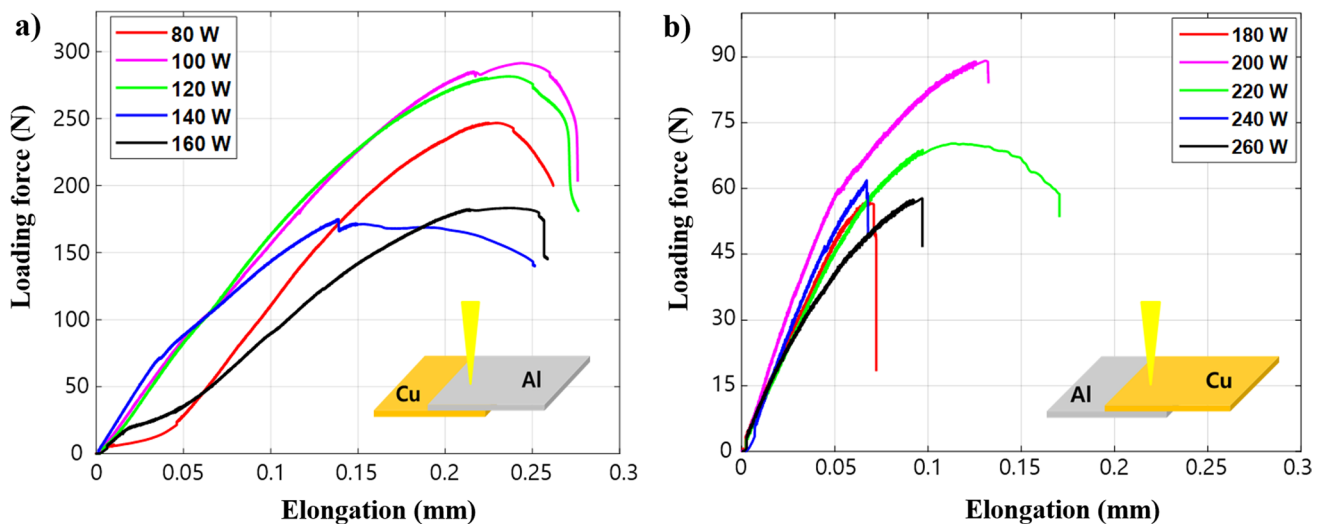 a)
80 W
100 W
120 W
140 W
160 W
Loading force (N)
300
250
200
150
100
50
0
0
0.05
0.1
0.15
0.2
0.25
0.3
Elongation (mm)
Cu
Al
b)
180 W
200 W
220 W
240 W
260 W
Loading force (N)
90
75
60
45
30
15
0
0
0.05
0.1
0.15
0.2
0.25
0.3
Elongation (mm)
Al
Cu